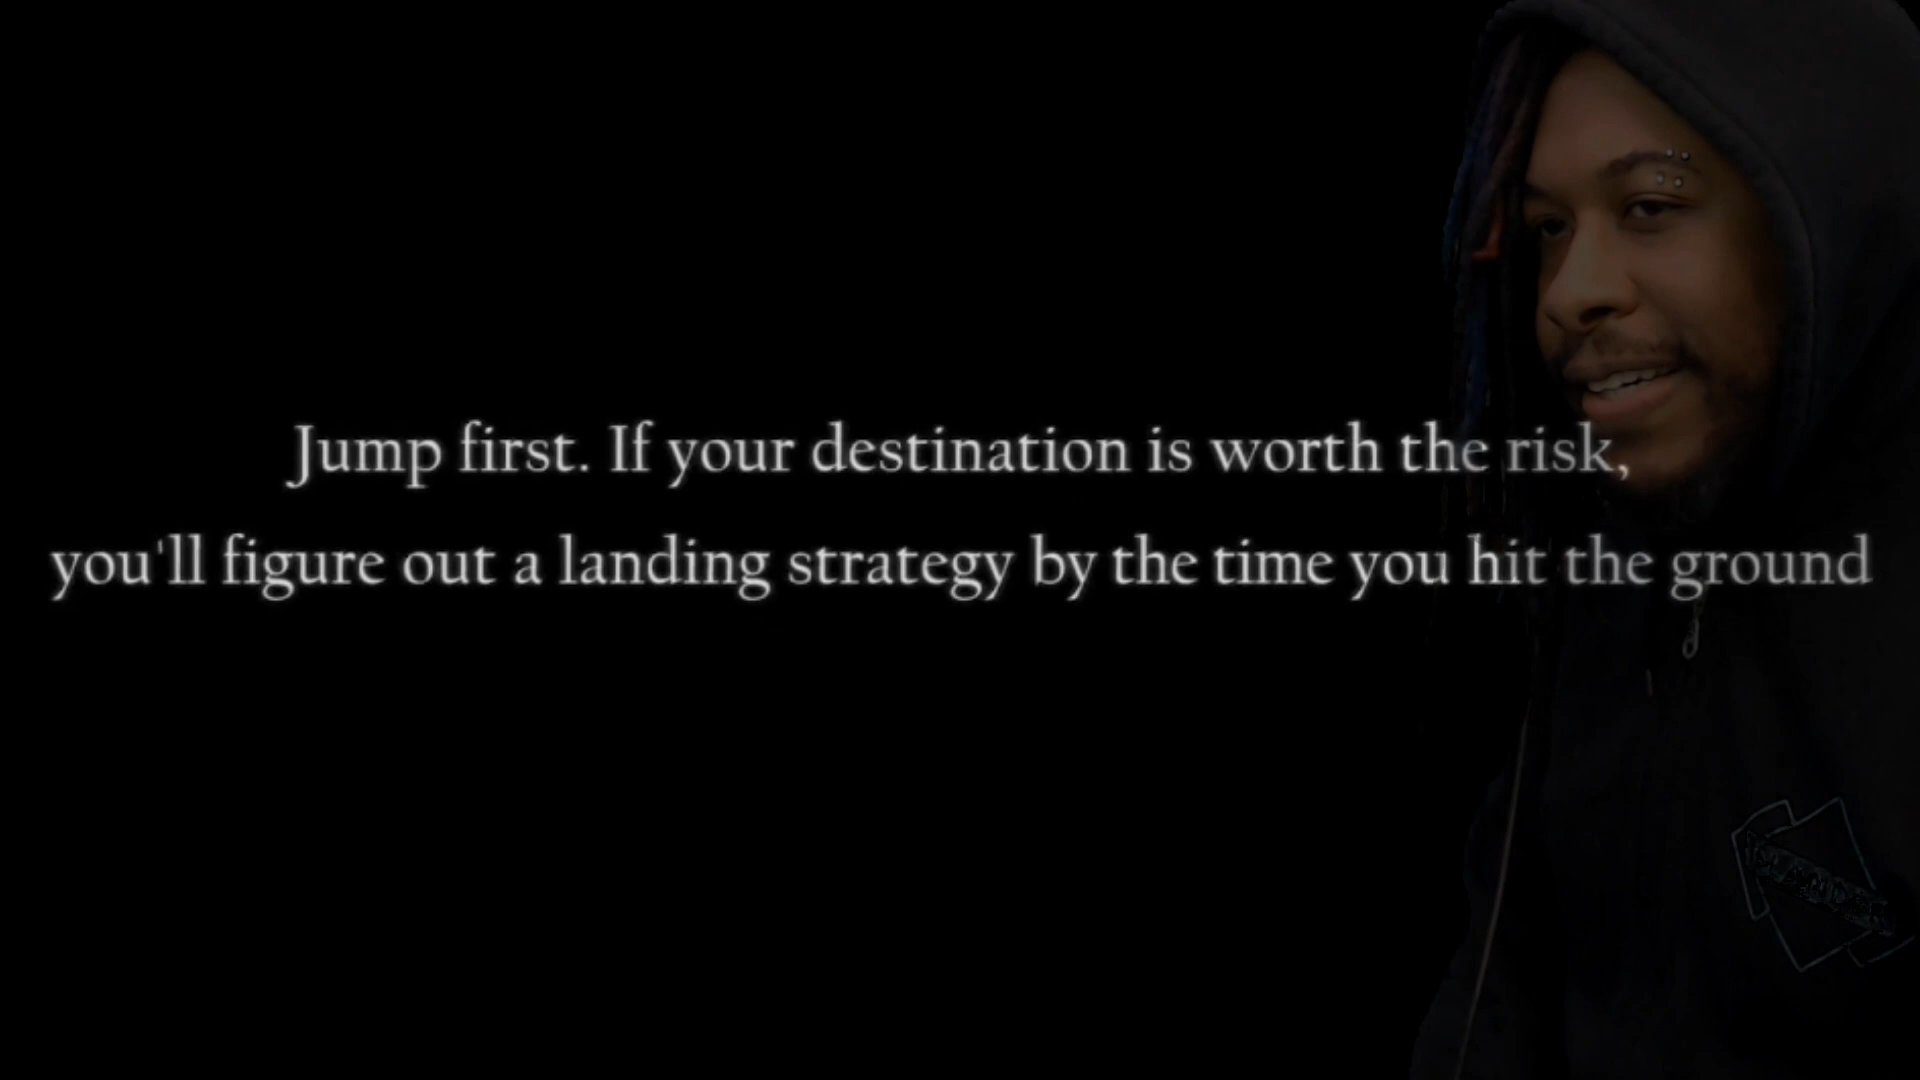 Jump first. If your destination is worth the risk,
you'll figure out a landing strategy by the time you hit the ground